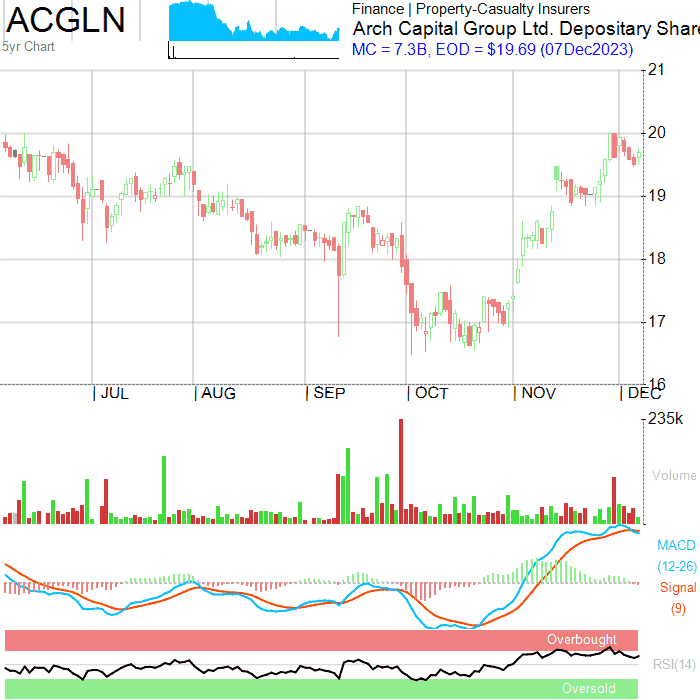 ACGLN
5yr Chart
Finance | Property-Casualty Insurers
Arch Capital Group Ltd. Depositary Share
MC = 7.3B, EOD = $19.69 (07Dec2023)
21
20
19
18
17
16
| JUL | AUG | SEP | OCT | NOV | DEC
235k
Volume
MACD
(12-26)
Signal
(9)
Overbought
RSI(14)
Oversold